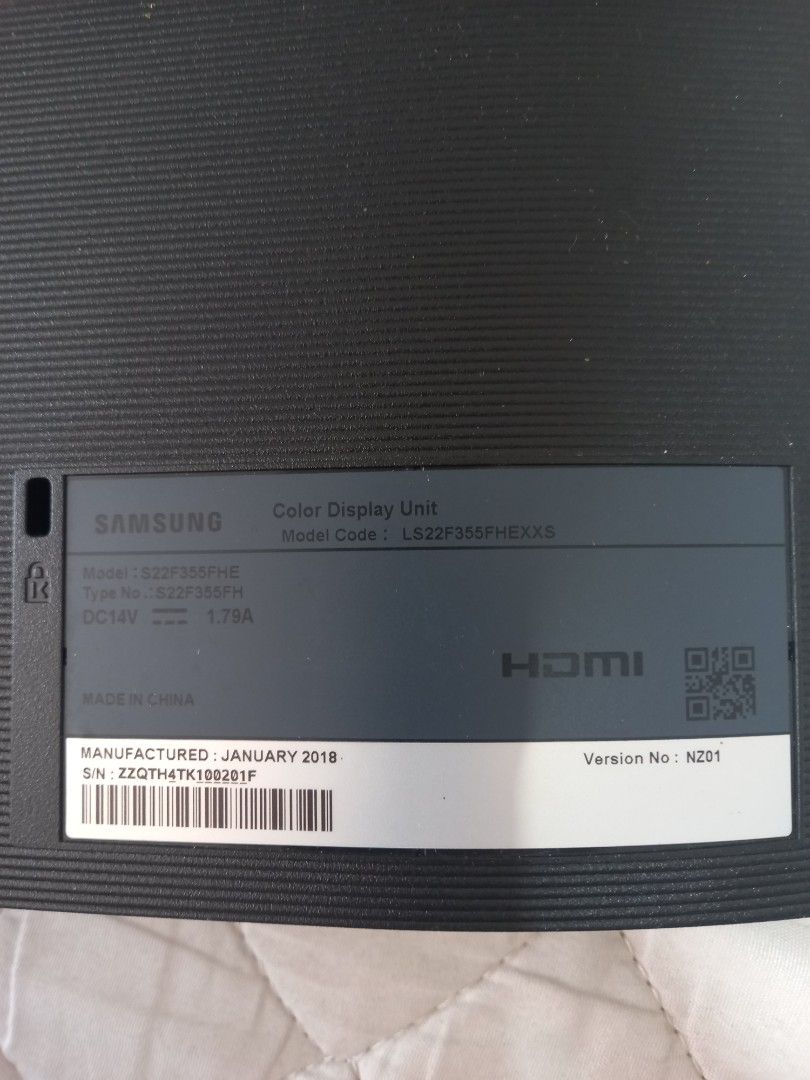 SAMSUNG
Color Display Unit
Model Code : LS22F355FHEXXS
Model : S22F355FHE
Type No. : S22F355FH
DC14V 1.79A
HDMI
MADE IN CHINA
MANUFACTURED : JANUARY 2018
S/N : ZZQTH4TK100201F
Version No : NZ01
K